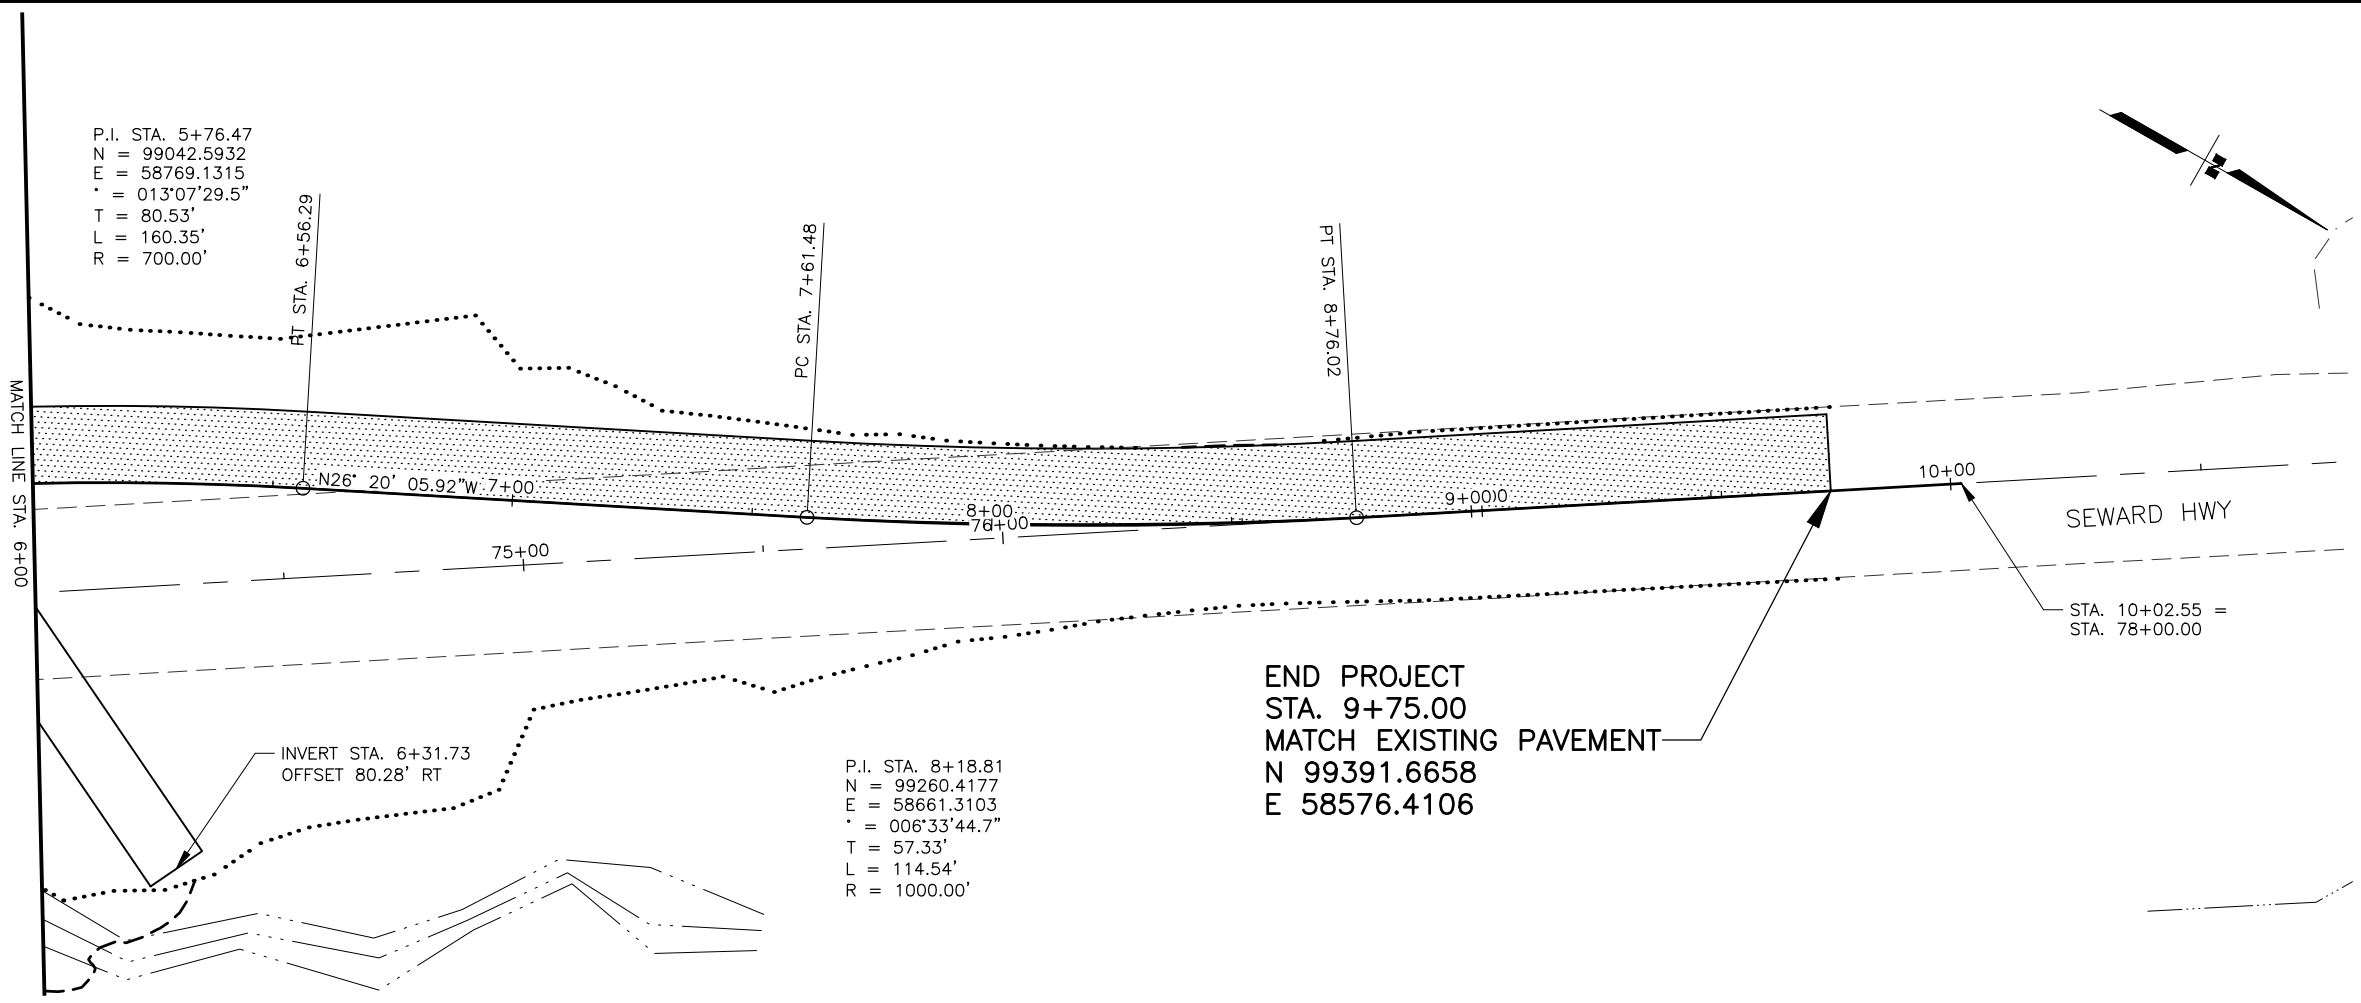 P.I. STA. 5+76.47
N = 99042.5932
E = 58769.1315
° = 013°07'29.5"
T = 80.53'
L = 160.35'
R = 700.00'
PT STA. 6+56.29
PC STA. 7+61.48
PT STA. 8+76.02
N
MATCH LINE STA. 6+00
N26° 20' 05.92"W
7+00
8+00
9+00
10+00
75+00
76+00
SEWARD HWY
STA. 10+02.55 =
STA. 78+00.00
END PROJECT
STA. 9+75.00
MATCH EXISTING PAVEMENT
N 99391.6658
E 58576.4106
INVERT STA. 6+31.73
OFFSET 80.28' RT
P.I. STA. 8+18.81
N = 99260.4177
E = 58661.3103
° = 006°33'44.7"
T = 57.33'
L = 114.54'
R = 1000.00'